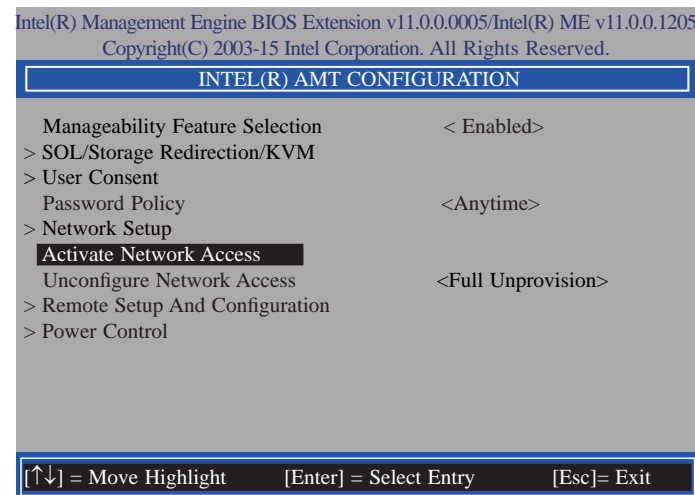 Intel(R) Management Engine BIOS Extension v11.0.0.0005/Intel(R) ME v11.0.0.1205
Copyright(C) 2003-15 Intel Corporation. All Rights Reserved.
INTEL(R) AMT CONFIGURATION
Manageability Feature Selection < Enabled>
> SOL/Storage Redirection/KVM
> User Consent
Password Policy <Anytime>
> Network Setup
Activate Network Access
Unconfigure Network Access <Full Unprovision>
> Remote Setup And Configuration
> Power Control
[↑↓] = Move Highlight [Enter] = Select Entry [Esc]= Exit